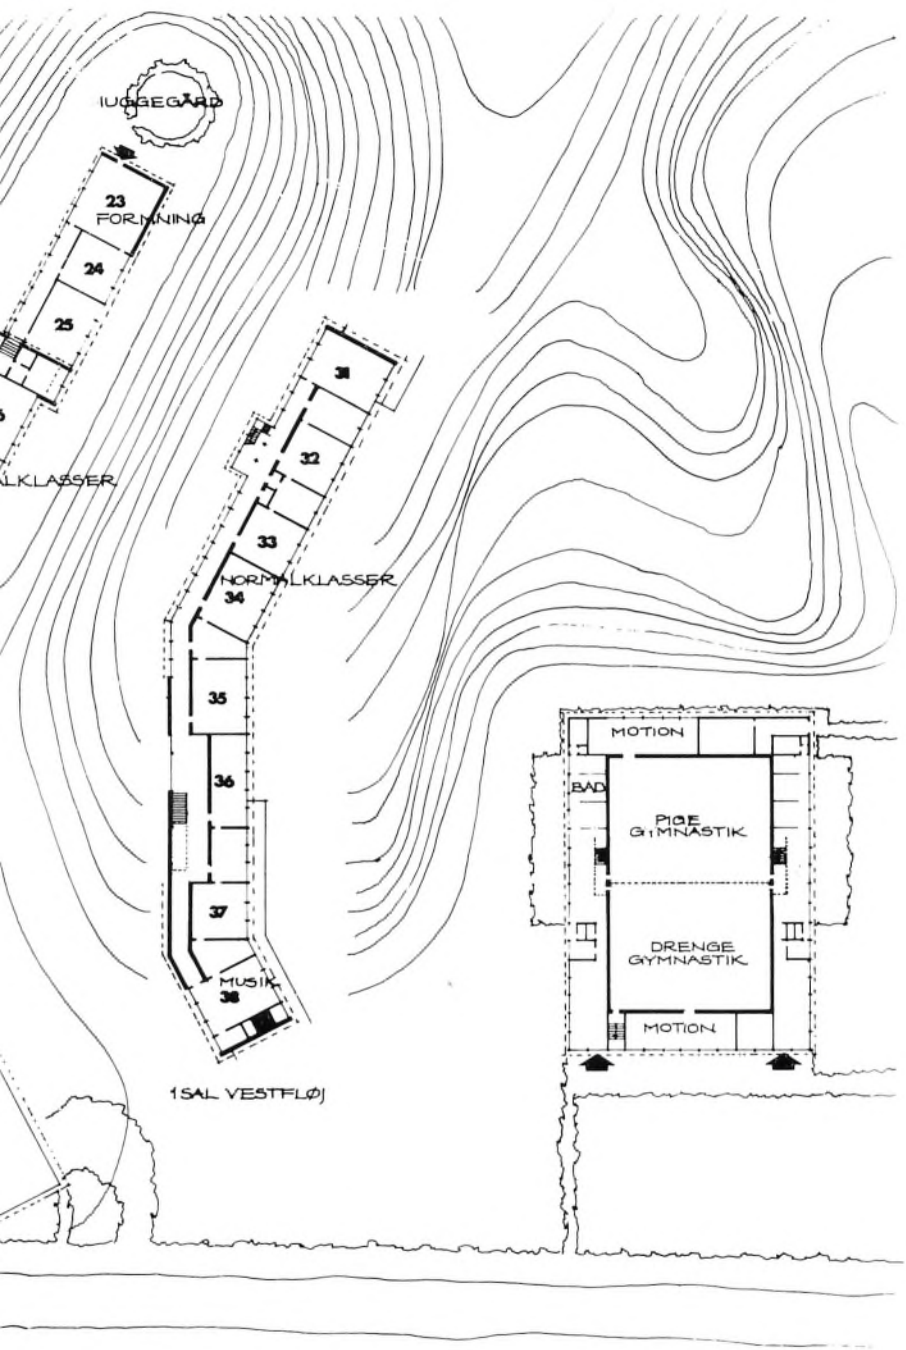 IUGGEGÅRD
23
FORMNING
24
25
ALKLASSER
31
32
33
NORMALKLASSER
34
35
36
37
MUSIK
38
1 SAL VESTFLØJ
MOTION
BAD
PIGE
GYMNASTIK
DRENGE
GYMNASTIK
MOTION